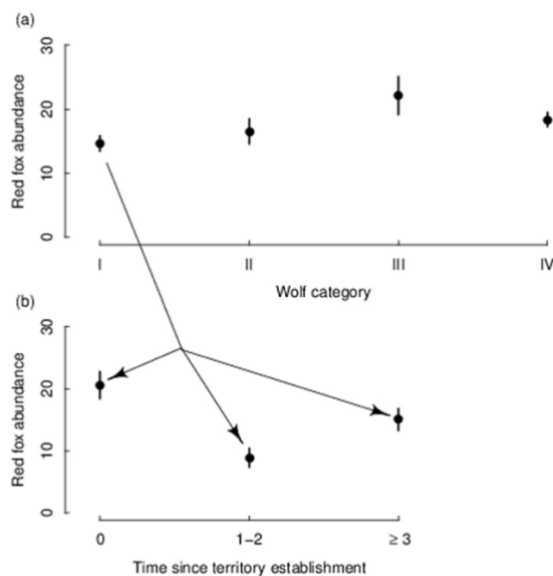 (a)
Red fox abundance
30
20
10
0
I II III IV
Wolf category
(b)
Red fox abundance
30
20
10
0
0 1−2 ≥ 3
Time since territory establishment